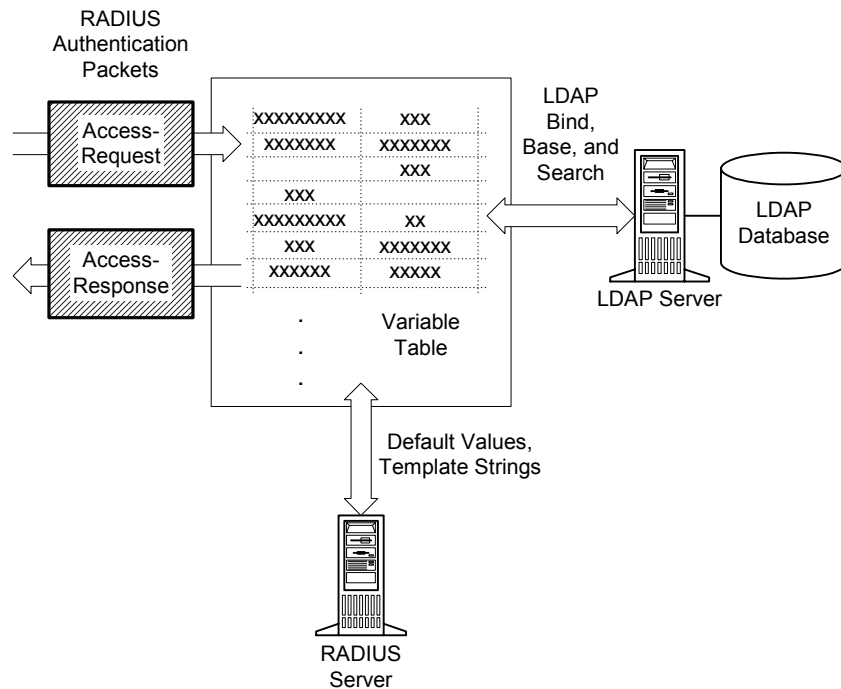 RADIUS
Authentication
Packets
Access-
Request
Access-
Response
xxxxxxxxx xxx
xxxxxxx xxxxxxx
xxx
xxx
xxxxxxxxx xx
xxx xxxxxxx
xxxxxx xxxxx
.
.
.
Variable
Table
LDAP
Bind,
Base, and
Search
LDAP
Database
LDAP Server
Default Values,
Template Strings
RADIUS
Server